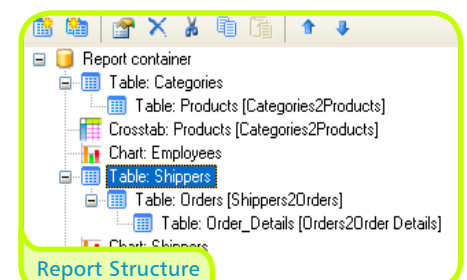 Report container
Table: Categories
Table: Products [Categories2Products]
Crosstab: Products [Categories2Products]
Chart: Employees
Table: Shippers
Table: Orders [Shippers2Orders]
Table: Order_Details [Orders2Order Details]
Chart: Shippers
Report Structure